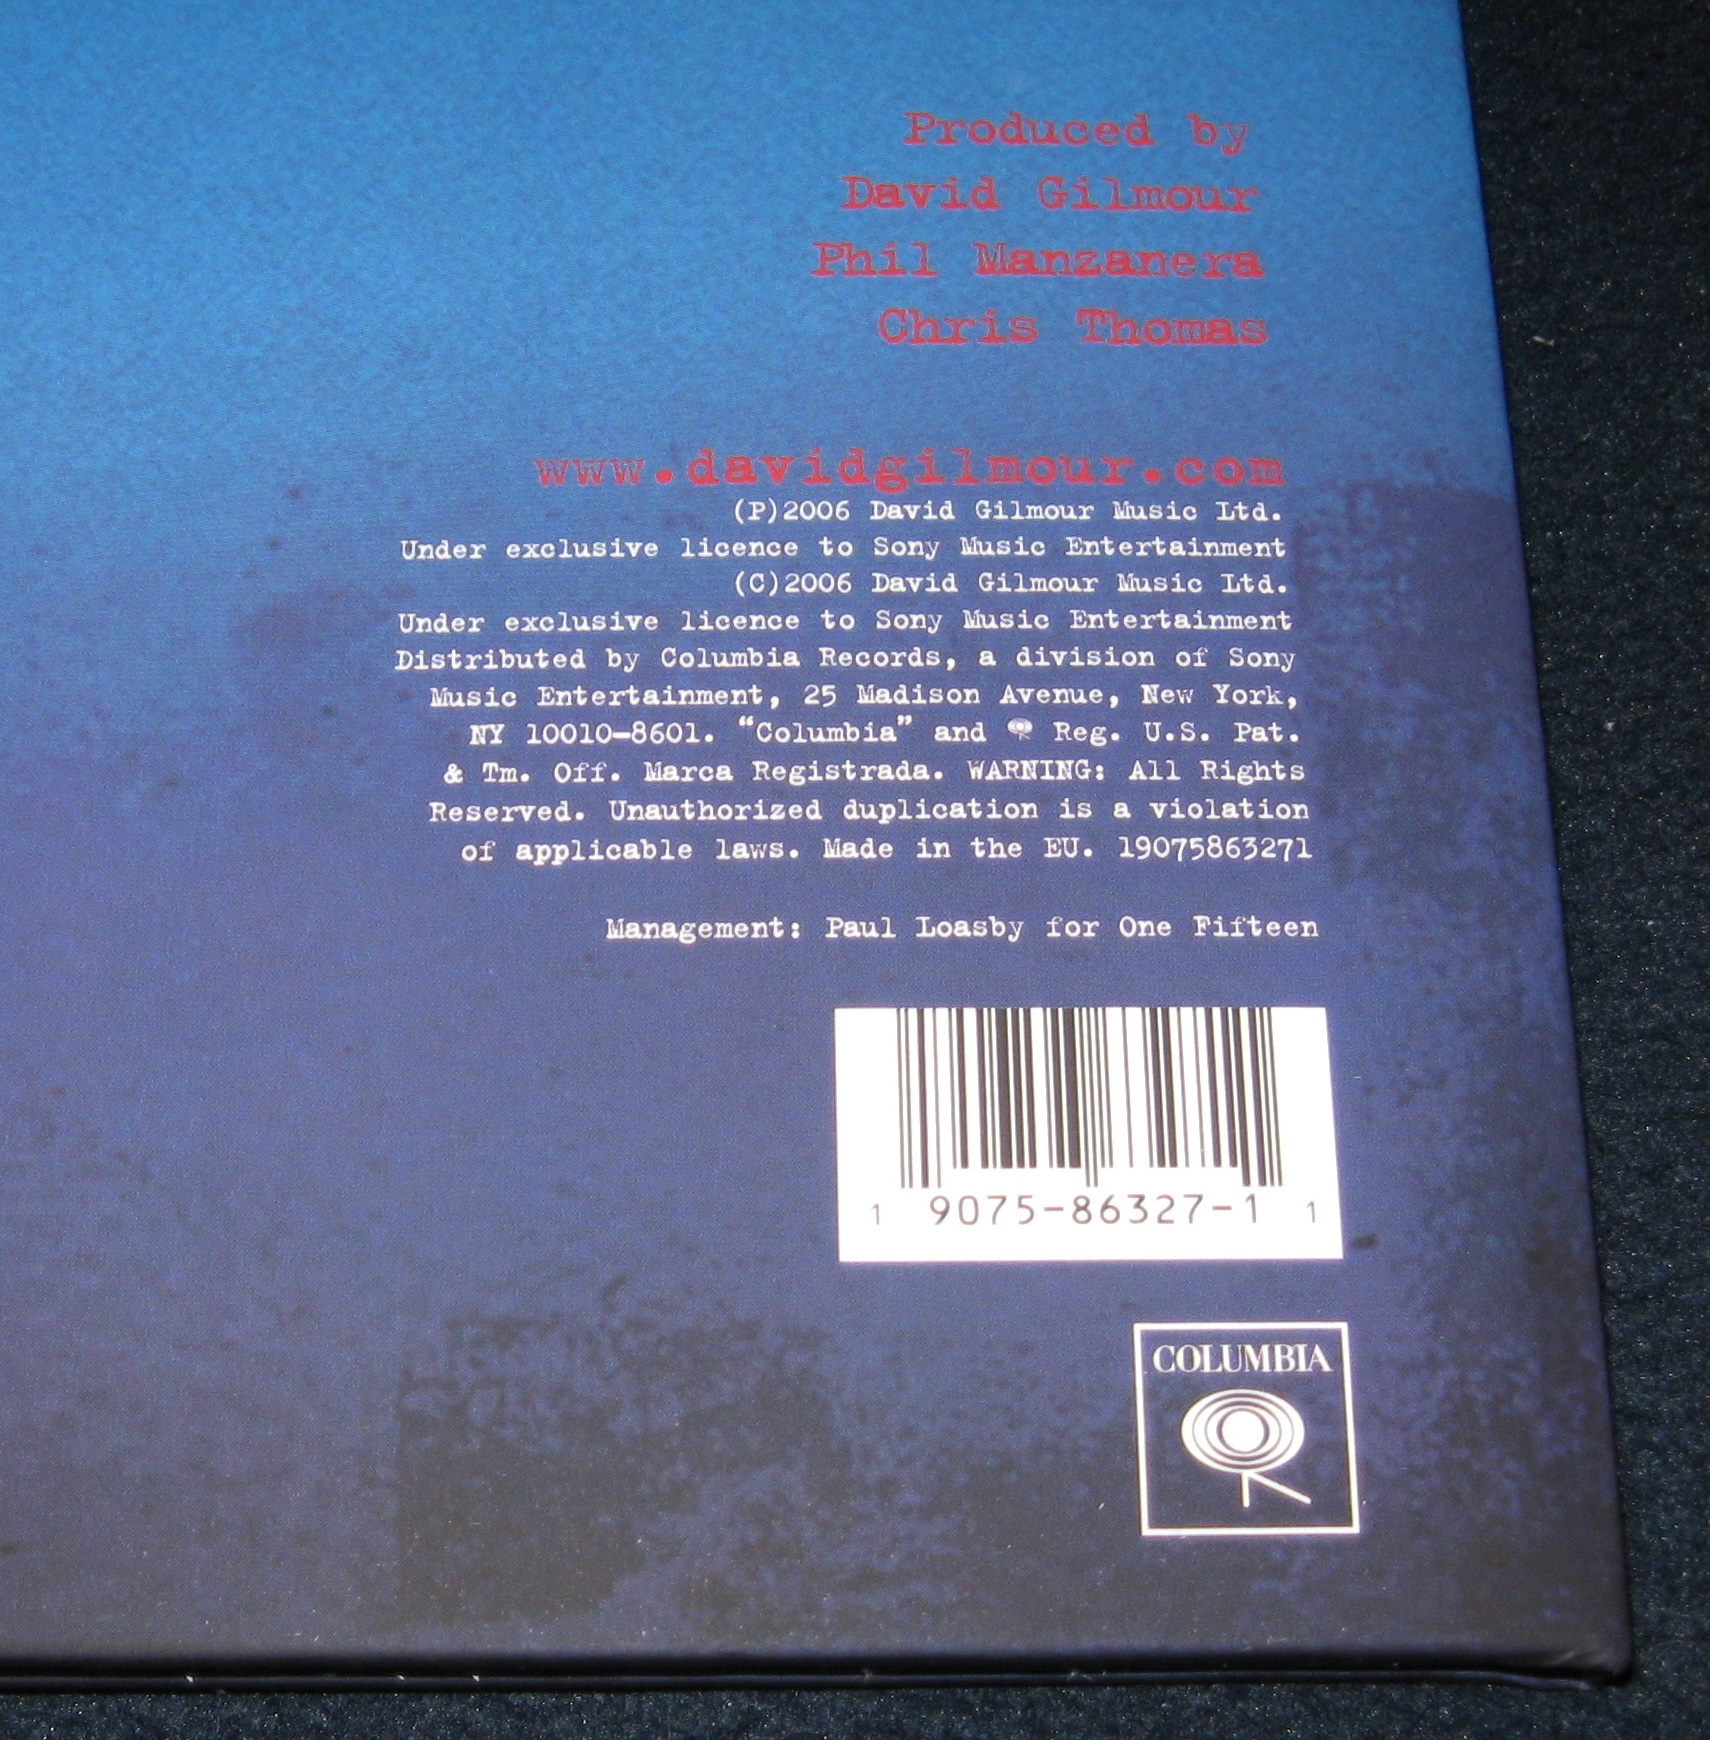 Produced by
David Gilmour
Phil Manzanera
Chris Thomas
www.davidgilmour.com
(P)2006 David Gilmour Music Ltd.
Under exclusive licence to Sony Music Entertainment
(C)2006 David Gilmour Music Ltd.
Under exclusive licence to Sony Music Entertainment
Distributed by Columbia Records, a division of Sony
Music Entertainment, 25 Madison Avenue, New York,
NY 10010-8601. “Columbia” and Reg. U.S. Pat.
& Tm. Off. Marca Registrada. WARNING: All Rights
Reserved. Unauthorized duplication is a violation
of applicable laws. Made in the EU. 19075863271
Management: Paul Loasby for One Fifteen
1 9075-86327-1 1
COLUMBIA